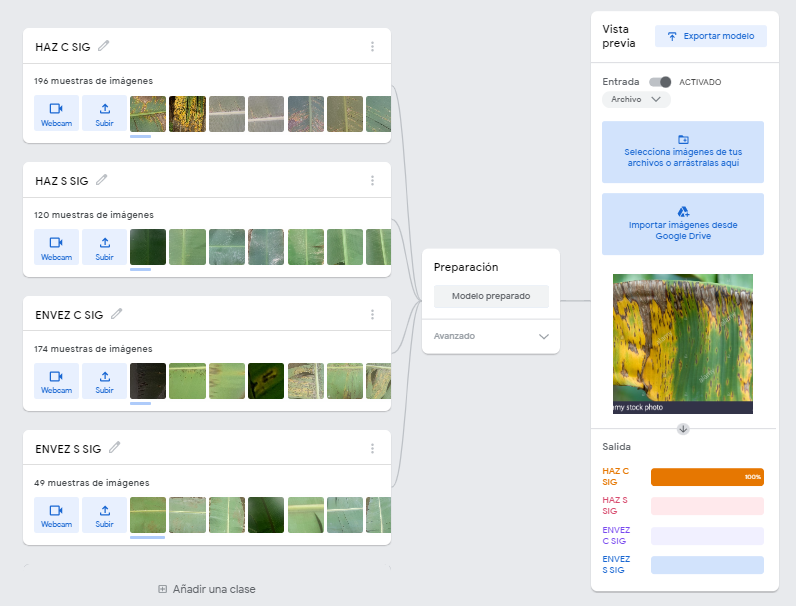 HAZ C SIG
196 muestras de imágenes
Webcam
Subir
HAZ S SIG
120 muestras de imágenes
Webcam
Subir
ENVEZ C SIG
174 muestras de imágenes
Webcam
Subir
ENVEZ S SIG
49 muestras de imágenes
Webcam
Subir
Añadir una clase
Preparación
Modelo preparado
Avanzado
Vista
previa
Exportar modelo
Entrada
ACTIVADO
Archivo
Selecciona imágenes de tus
archivos o arrástralas aquí
Importar imágenes desde
Google Drive
my stock photo
Salida
HAZ C
SIG
100%
HAZ S
SIG
ENVEZ
C SIG
ENVEZ
S SIG